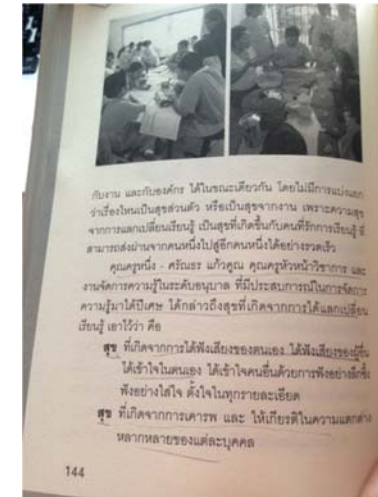 กับงาน และกับองค์กร ได้ในขณะเดียวกัน โดยไม่มีการแบ่งแยก
ว่าเรื่องไหนเป็นสุขส่วนตัว หรือเป็นสุขจากงาน เพราะความสุข
จากการแลกเปลี่ยนเรียนรู้ เป็นสุขที่เกิดขึ้นกับคนที่รักการเรียนรู้ ที่
สามารถส่งผ่านจากคนหนึ่งไปสู่อีกคนหนึ่งได้อย่างรวดเร็ว
คุณครูหนึ่ง - ศรัณธร แก้วคูณ คุณครูหัวหน้าวิชาการ และ
งานจัดการความรู้ในระดับอนุบาล ที่มีประสบการณ์ในการจัดการ
ความรู้มาได้ปีเศษ ได้กล่าวถึงสุขที่เกิดจากการได้แลกเปลี่ยน
เรียนรู้ เอาไว้ว่า คือ
สุข ที่เกิดจากการได้ฟังเสียงของตนเอง ได้ฟังเสียงของผู้อื่น
ได้เข้าใจในตนเอง ได้เข้าใจคนอื่นด้วยการฟังอย่างลึกซึ้ง
ฟังอย่างใส่ใจ ตั้งใจในทุกรายละเอียด
สุข ที่เกิดจากการเคารพ และ ให้เกียรติในความแตกต่าง
หลากหลายของแต่ละบุคคล
144